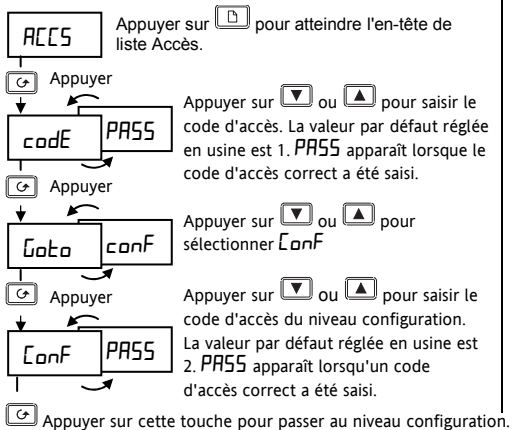 ACCS
Appuyer sur pour atteindre l'en-tête de
liste Accès.
Appuyer
codE
PASS
Appuyer sur ou pour saisir le
code d'accès. La valeur par défaut réglée
en usine est 1. PASS apparaît lorsque le
code d'accès correct a été saisi.
Appuyer
Goto
conF
Appuyer sur ou pour
sélectionner ConF
Appuyer
ConF
PASS
Appuyer sur ou pour saisir le
code d'accès du niveau configuration.
La valeur par défaut réglée en usine est
2. PASS apparaît lorsqu'un code
d'accès correct a été saisi.
Appuyer sur cette touche pour passer au niveau configuration.